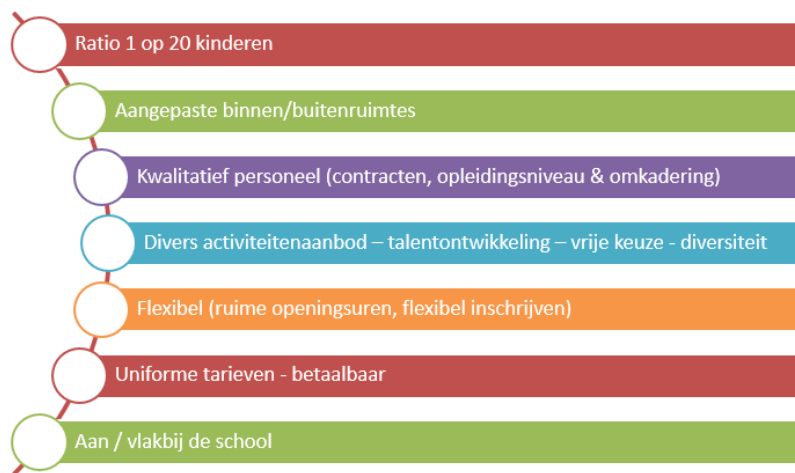 Ratio 1 op 20 kinderen
Aangepaste binnen/buitenruimtes
Kwalitatief personeel (contracten, opleidingsniveau & omkadering)
Divers activiteitenaanbod – talentontwikkeling – vrije keuze - diversiteit
Flexibel (ruime openingsuren, flexibel inschrijven)
Uniforme tarieven - betaalbaar
Aan / vlakbij de school